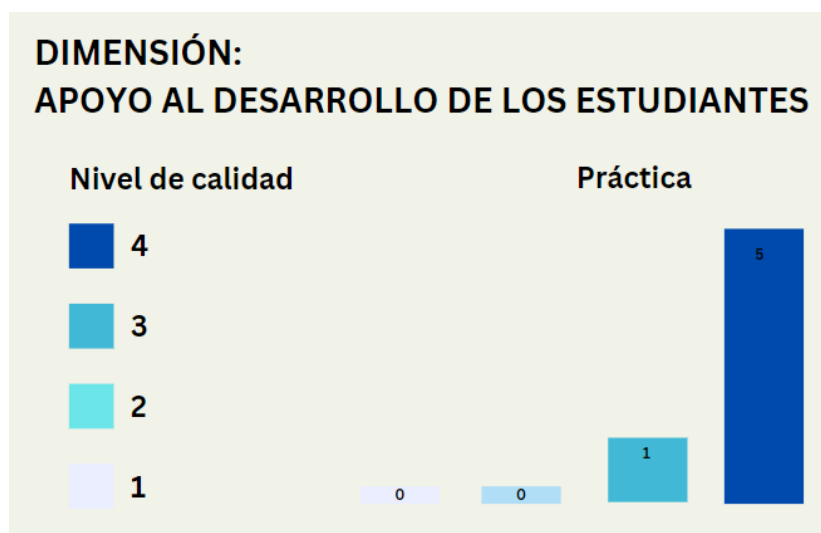 DIMENSIÓN:
APOYO AL DESARROLLO DE LOS ESTUDIANTES
Nivel de calidad
Práctica
4
3
2
1
0
0
1
5